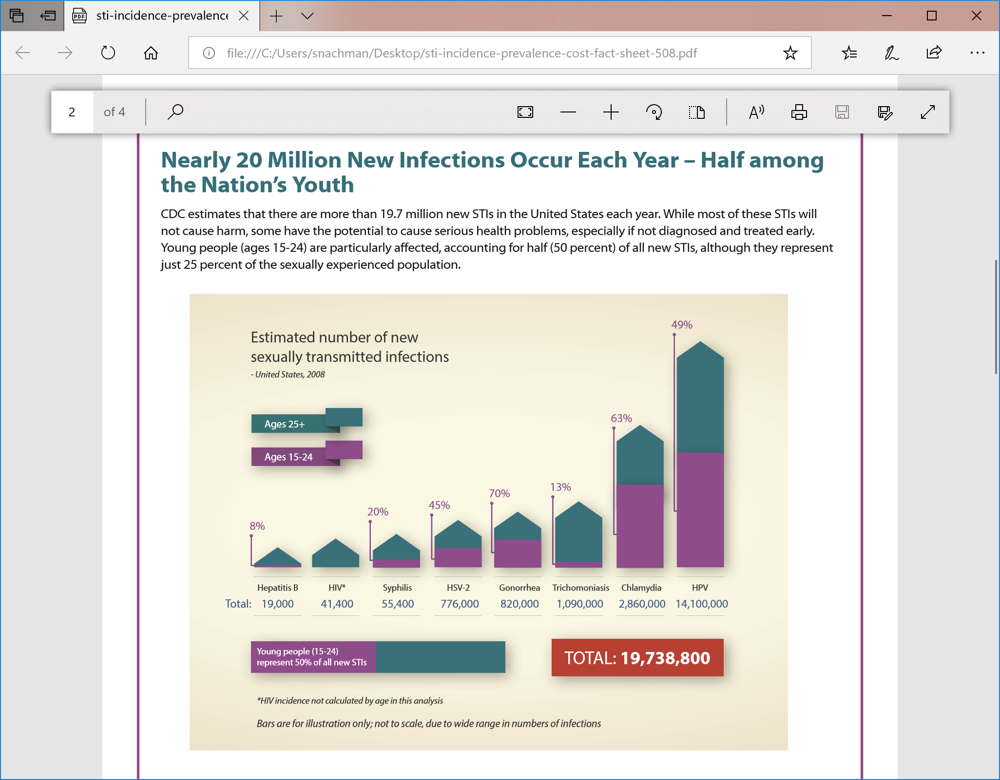 sti-incidence-prevalence
file:///C:/Users/snachman/Desktop/sti-incidence-prevalence-cost-fact-sheet-508.pdf
2 of 4
Nearly 20 Million New Infections Occur Each Year – Half among
the Nation’s Youth
CDC estimates that there are more than 19.7 million new STIs in the United States each year. While most of these STIs will
not cause harm, some have the potential to cause serious health problems, especially if not diagnosed and treated early.
Young people (ages 15-24) are particularly affected, accounting for half (50 percent) of all new STIs, although they represent
just 25 percent of the sexually experienced population.
Estimated number of new
sexually transmitted infections
- United States, 2008
Ages 25+
Ages 15-24
8%
20%
45%
70%
13%
63%
49%
Hepatitis B HIV* Syphilis HSV-2 Gonorrhea Trichomoniasis Chlamydia HPV
Total: 19,000 41,400 55,400 776,000 820,000 1,090,000 2,860,000 14,100,000
Young people (15-24)
represent 50% of all new STIs
TOTAL: 19,738,800
*HIV incidence not calculated by age in this analysis
Bars are for illustration only; not to scale, due to wide range in numbers of infections